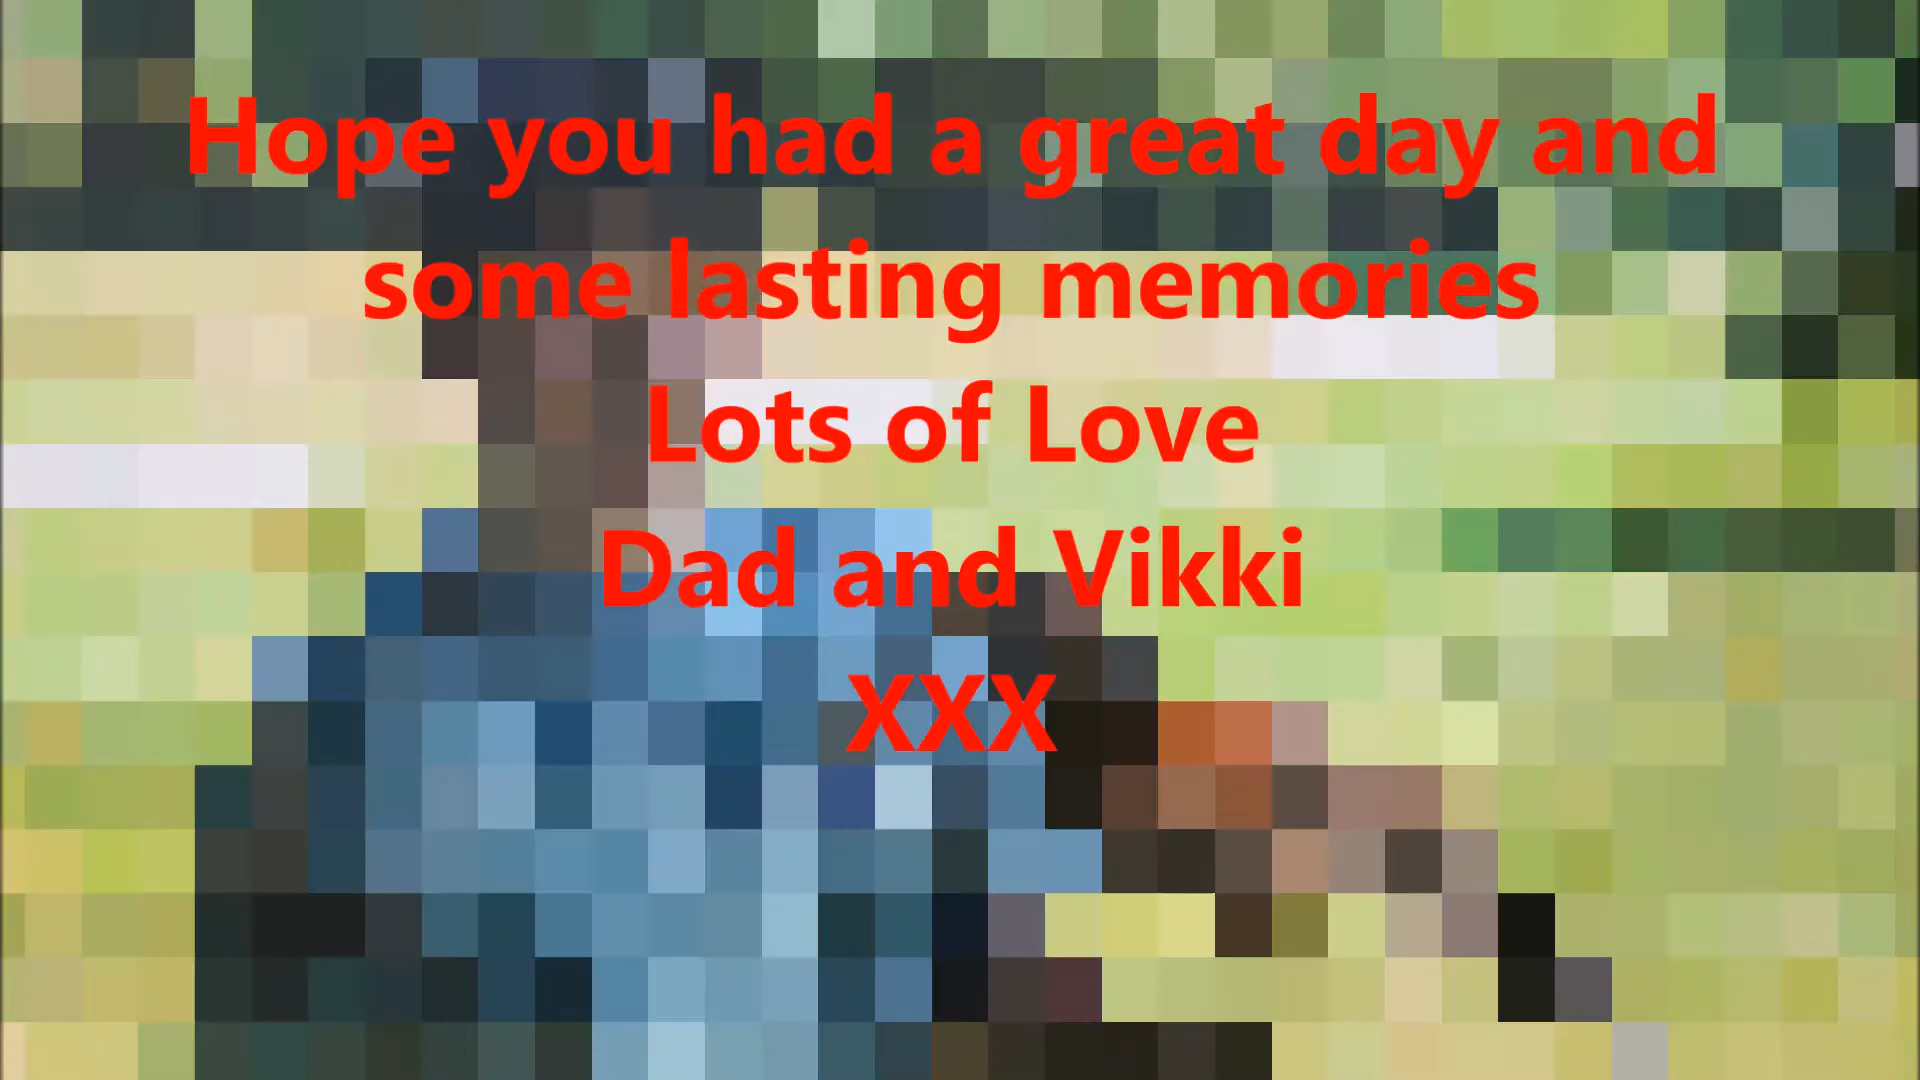 Hope you had a great day and
some lasting memories
Lots of Love
Dad and Vikki
XXX